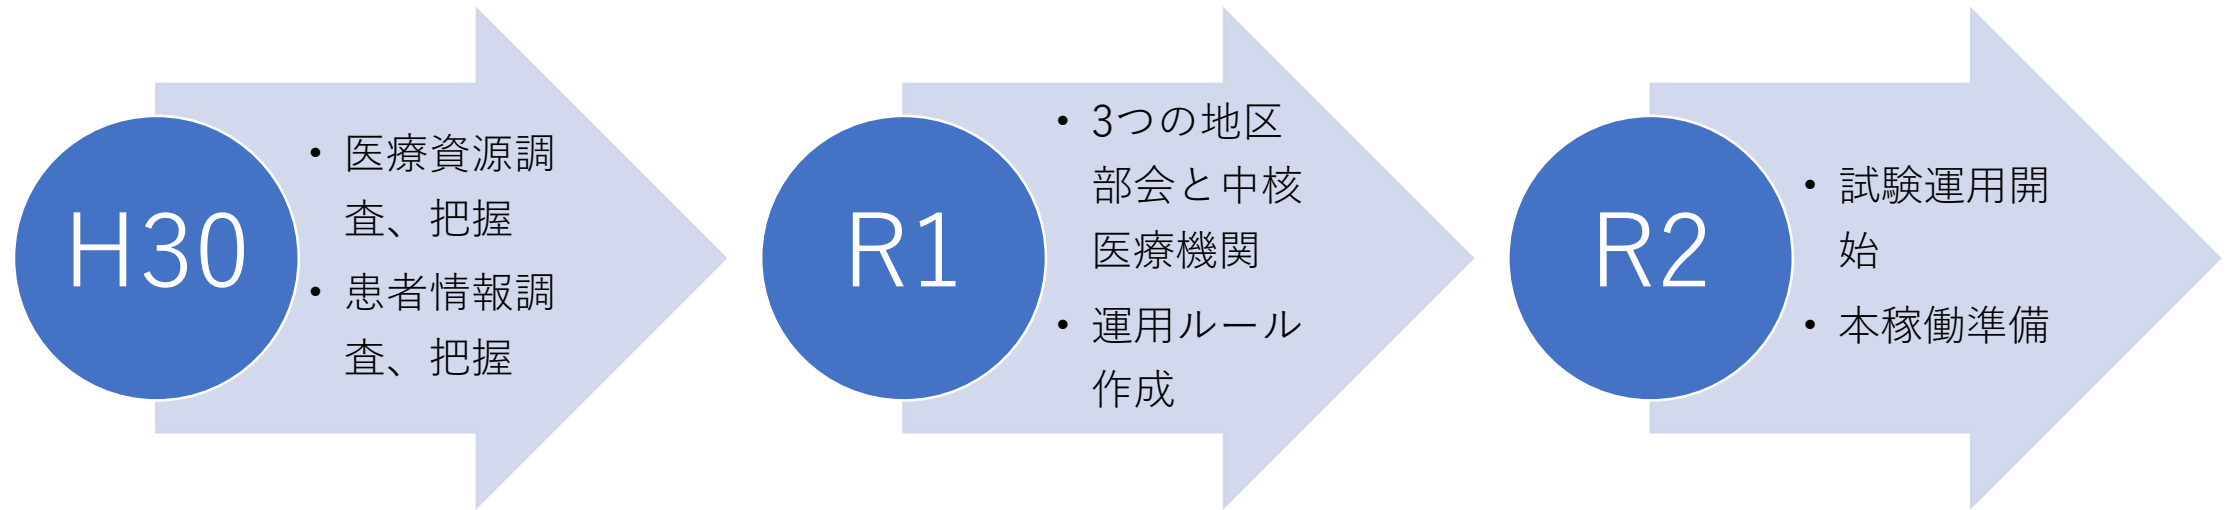 H30
• 医療資源調
査、把握
• 患者情報調
査、把握
R1
• 3つの地区
部会と中核
医療機関
• 運用ルール
作成
R2
• 試験運用開
始
• 本稼働準備